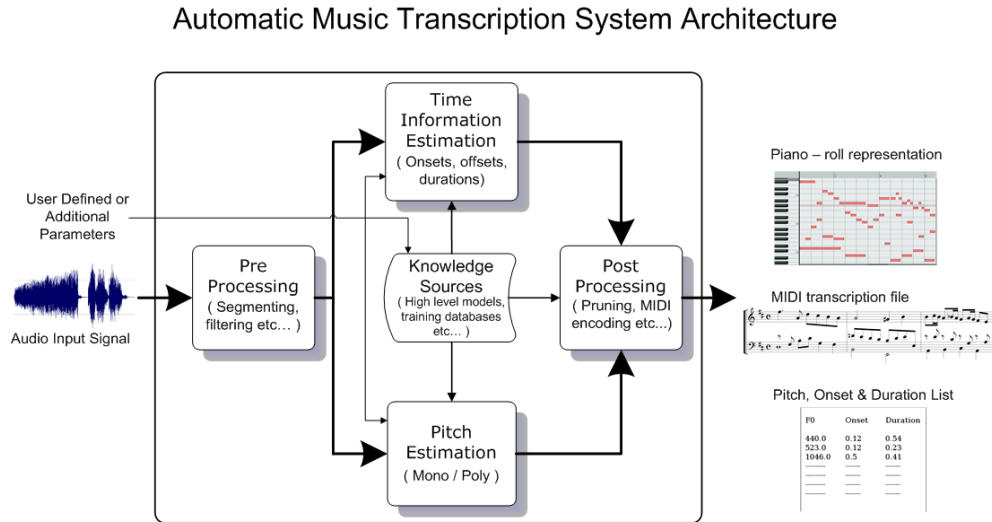 Automatic Music Transcription System Architecture
Time
Information
Estimation
( Onsets, offsets,
durations)
User Defined or
Additional
Parameters
Audio Input Signal
Pre
Processing
( Segmenting,
filtering etc… )
Knowledge
Sources
( High level models,
training databases
etc… )
Post
Processing
( Pruning, MIDI
encoding etc...)
Pitch
Estimation
( Mono / Poly )
Piano – roll representation
MIDI transcription file
Pitch, Onset & Duration List
F0 Onset Duration
440.0 0.12 0.54
523.0 0.12 0.23
1046.0 0.5 0.41